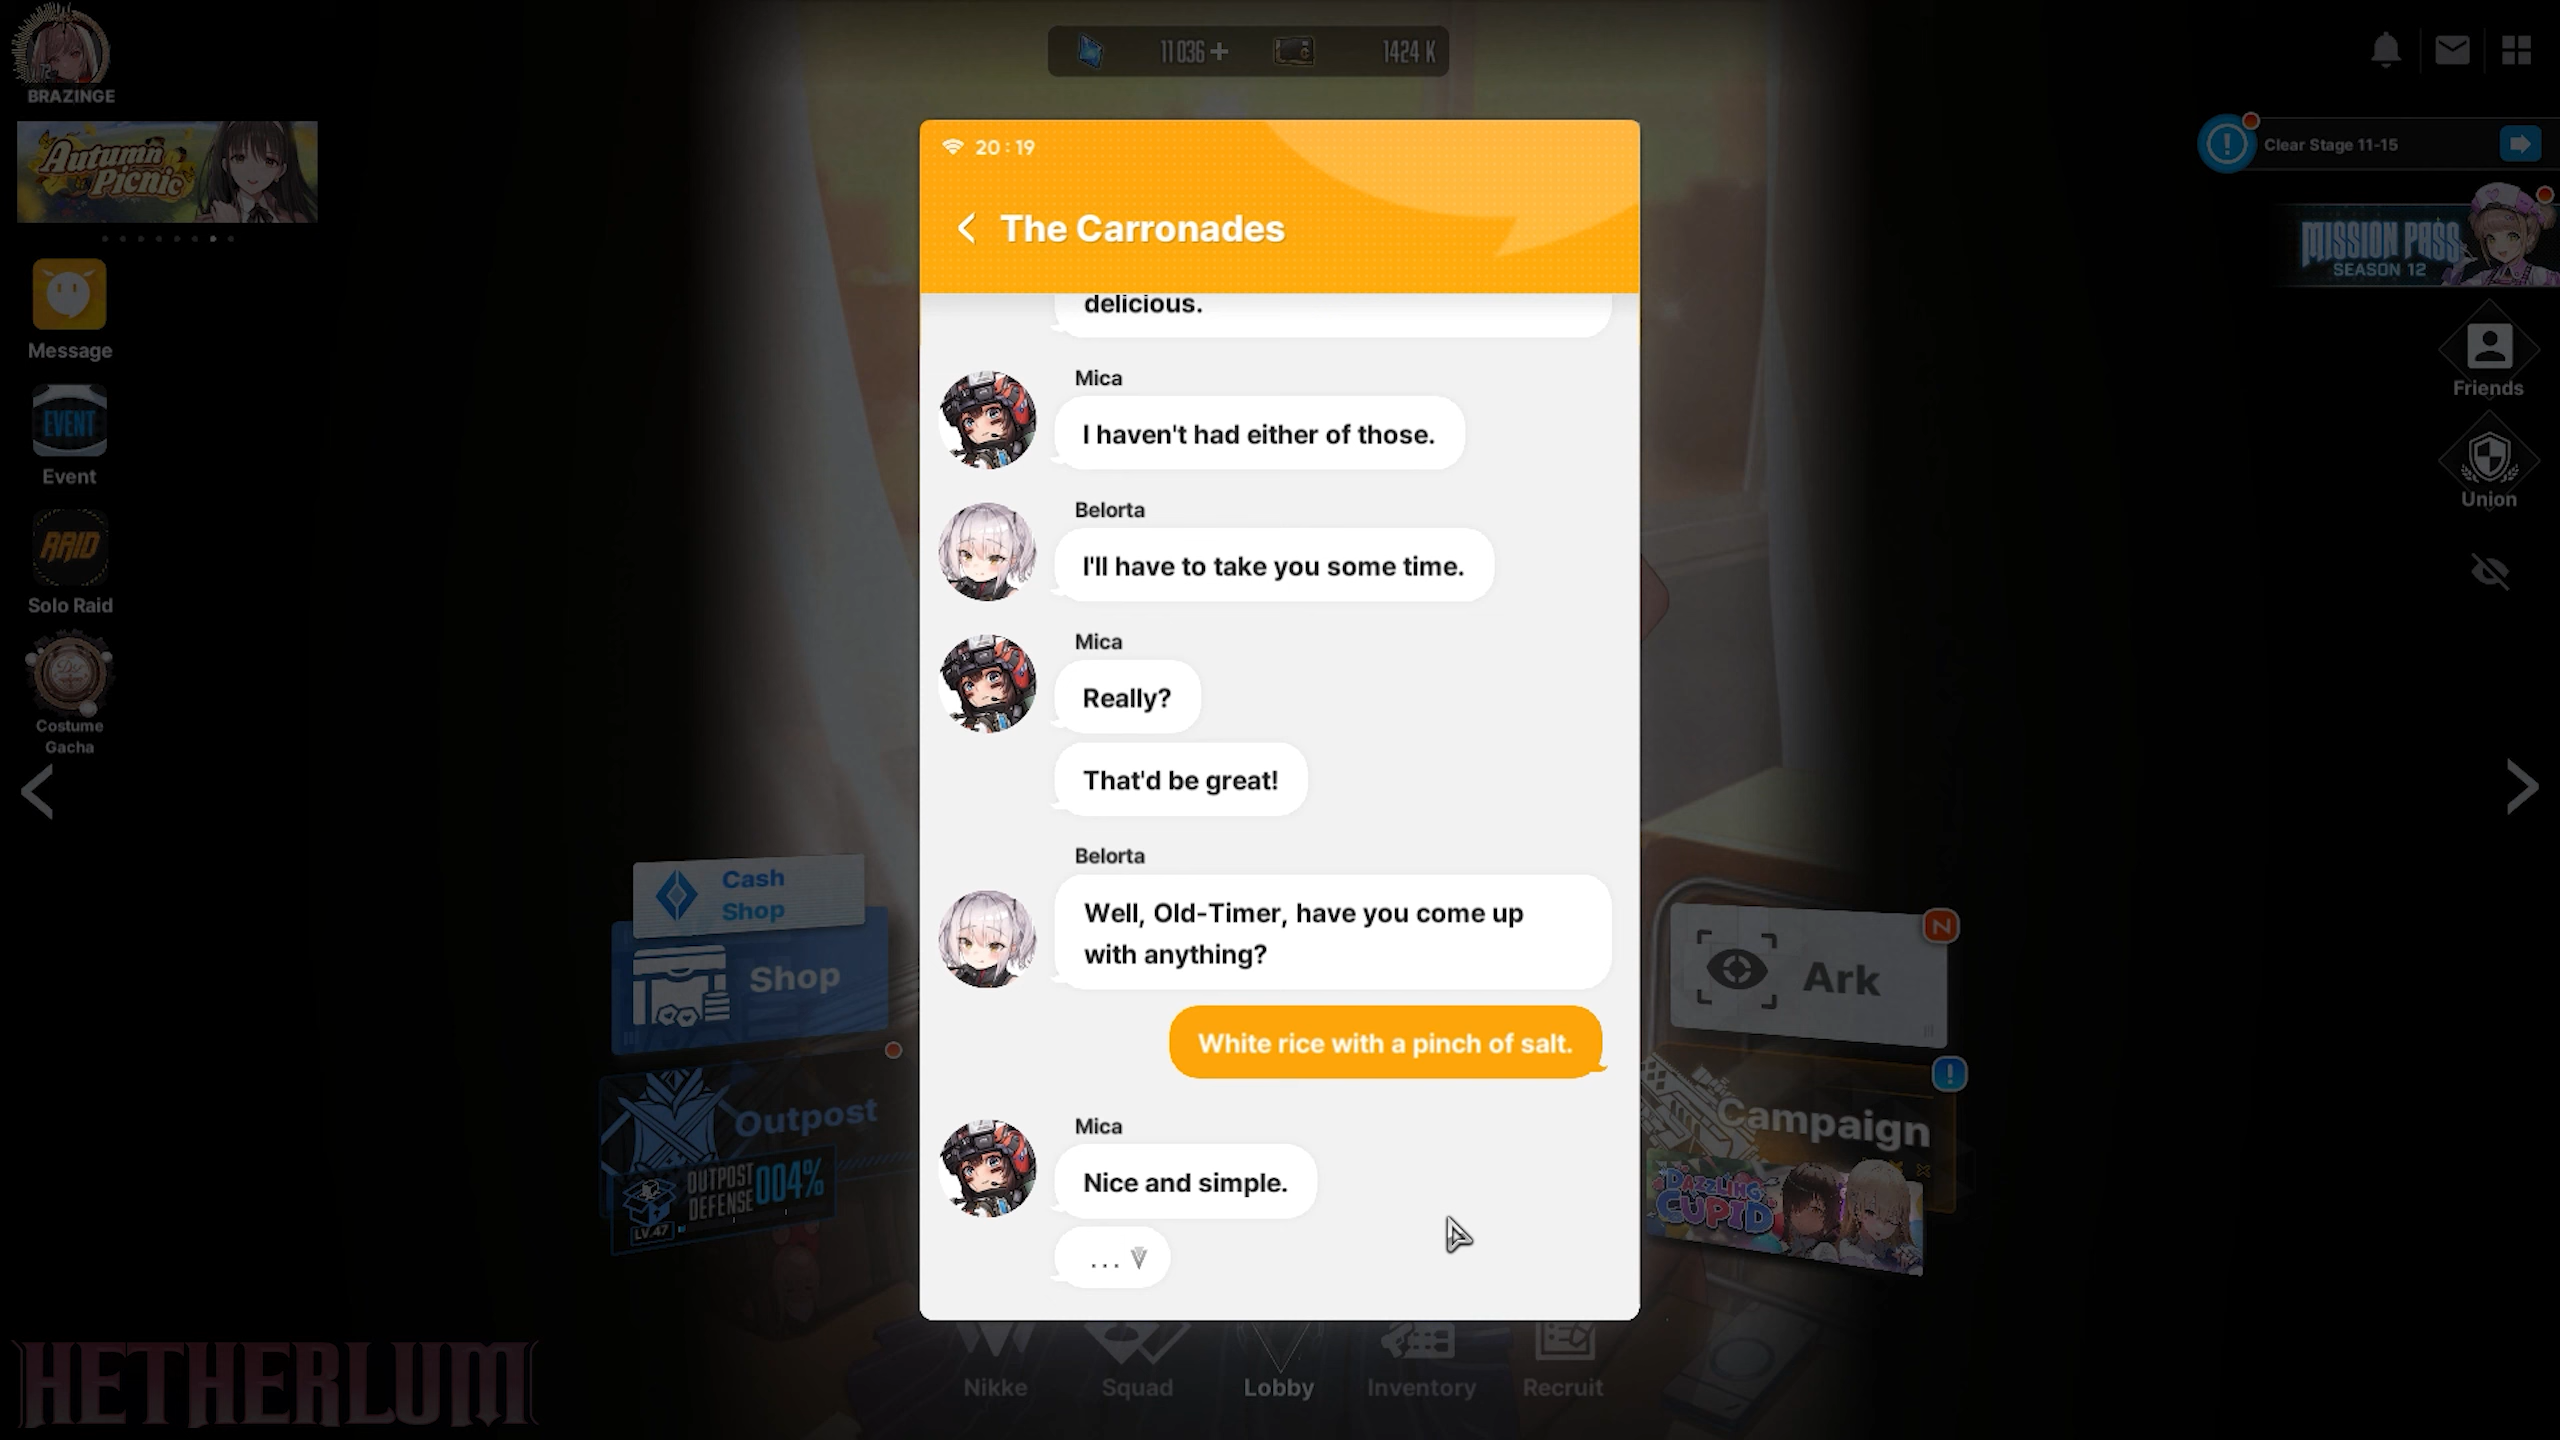 11 036 +
1424 K
72
BRAZINGE
Autumn
Picnic
Message
EVENT
Event
RAID
Solo Raid
Costume
Gacha
Cash
Shop
Shop
Outpost
OUTPOST
DEFENSE
004%
LV.47
HETHERLUM
20 : 19
The Carronades
delicious.
Mica
I haven't had either of those.
Belorta
I'll have to take you some time.
Mica
Really?
That'd be great!
Belorta
Well, Old-Timer, have you come up
with anything?
White rice with a pinch of salt.
Mica
Nice and simple.
...
Nikke
Squad
Lobby
Inventory
Recruit
Clear Stage 11-15
MISSION PASS
SEASON 12
Friends
Union
N
Ark
!
Campaign
DAZZLING
CUPID